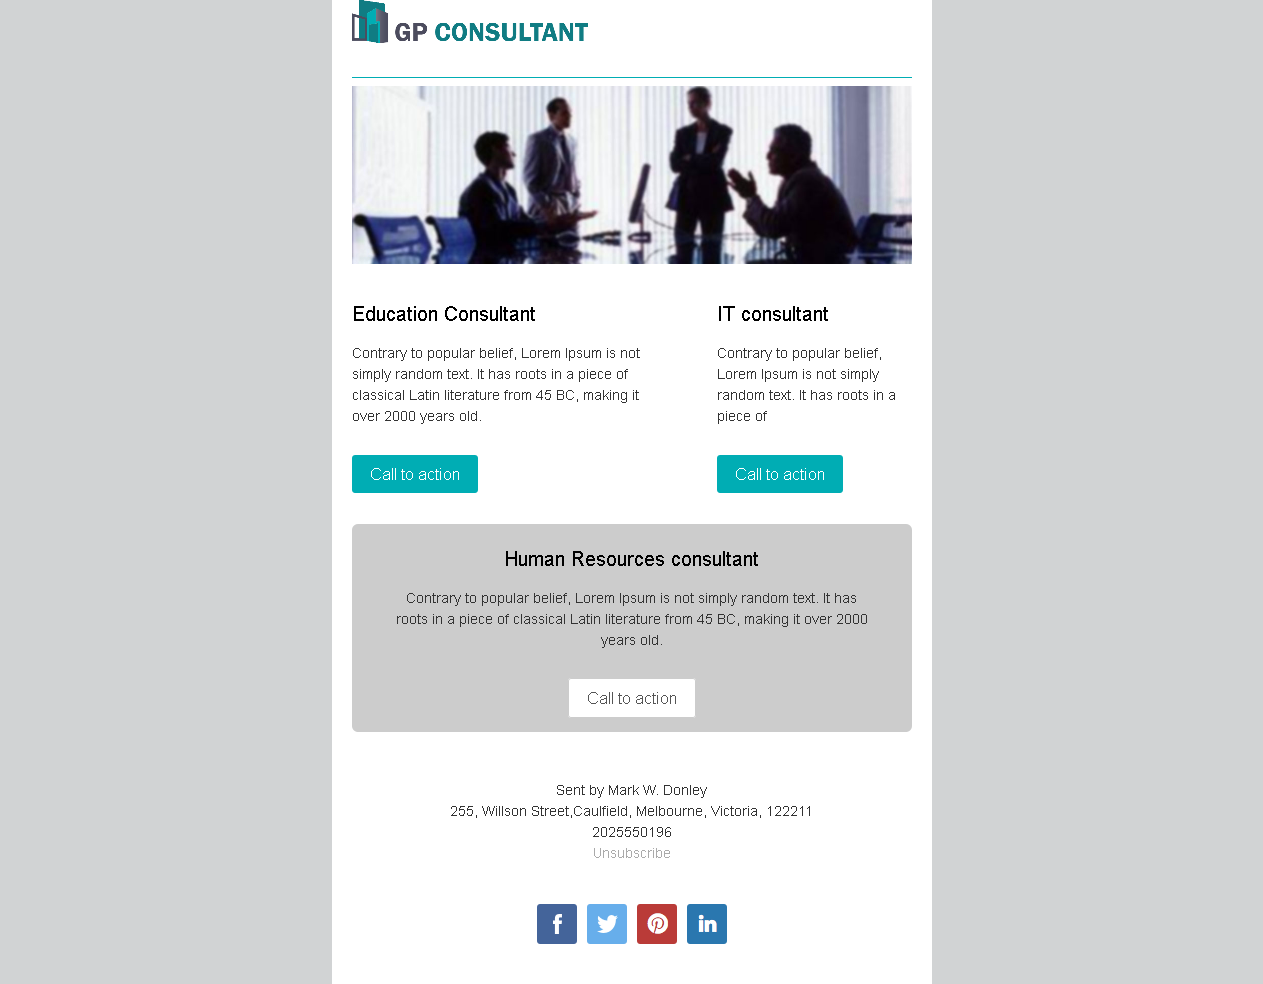 GP CONSULTANT
Education Consultant
Contrary to popular belief, Lorem Ipsum is not
simply random text. It has roots in a piece of
classical Latin literature from 45 BC, making it
over 2000 years old.
Call to action
IT consultant
Contrary to popular belief,
Lorem Ipsum is not simply
random text. It has roots in a
piece of
Call to action
Human Resources consultant
Contrary to popular belief, Lorem Ipsum is not simply random text. It has
roots in a piece of classical Latin literature from 45 BC, making it over 2000
years old.
Call to action
Sent by Mark W. Donley
255, Willson Street,Caulfield, Melbourne, Victoria, 122211
2025550196
Unsubscribe